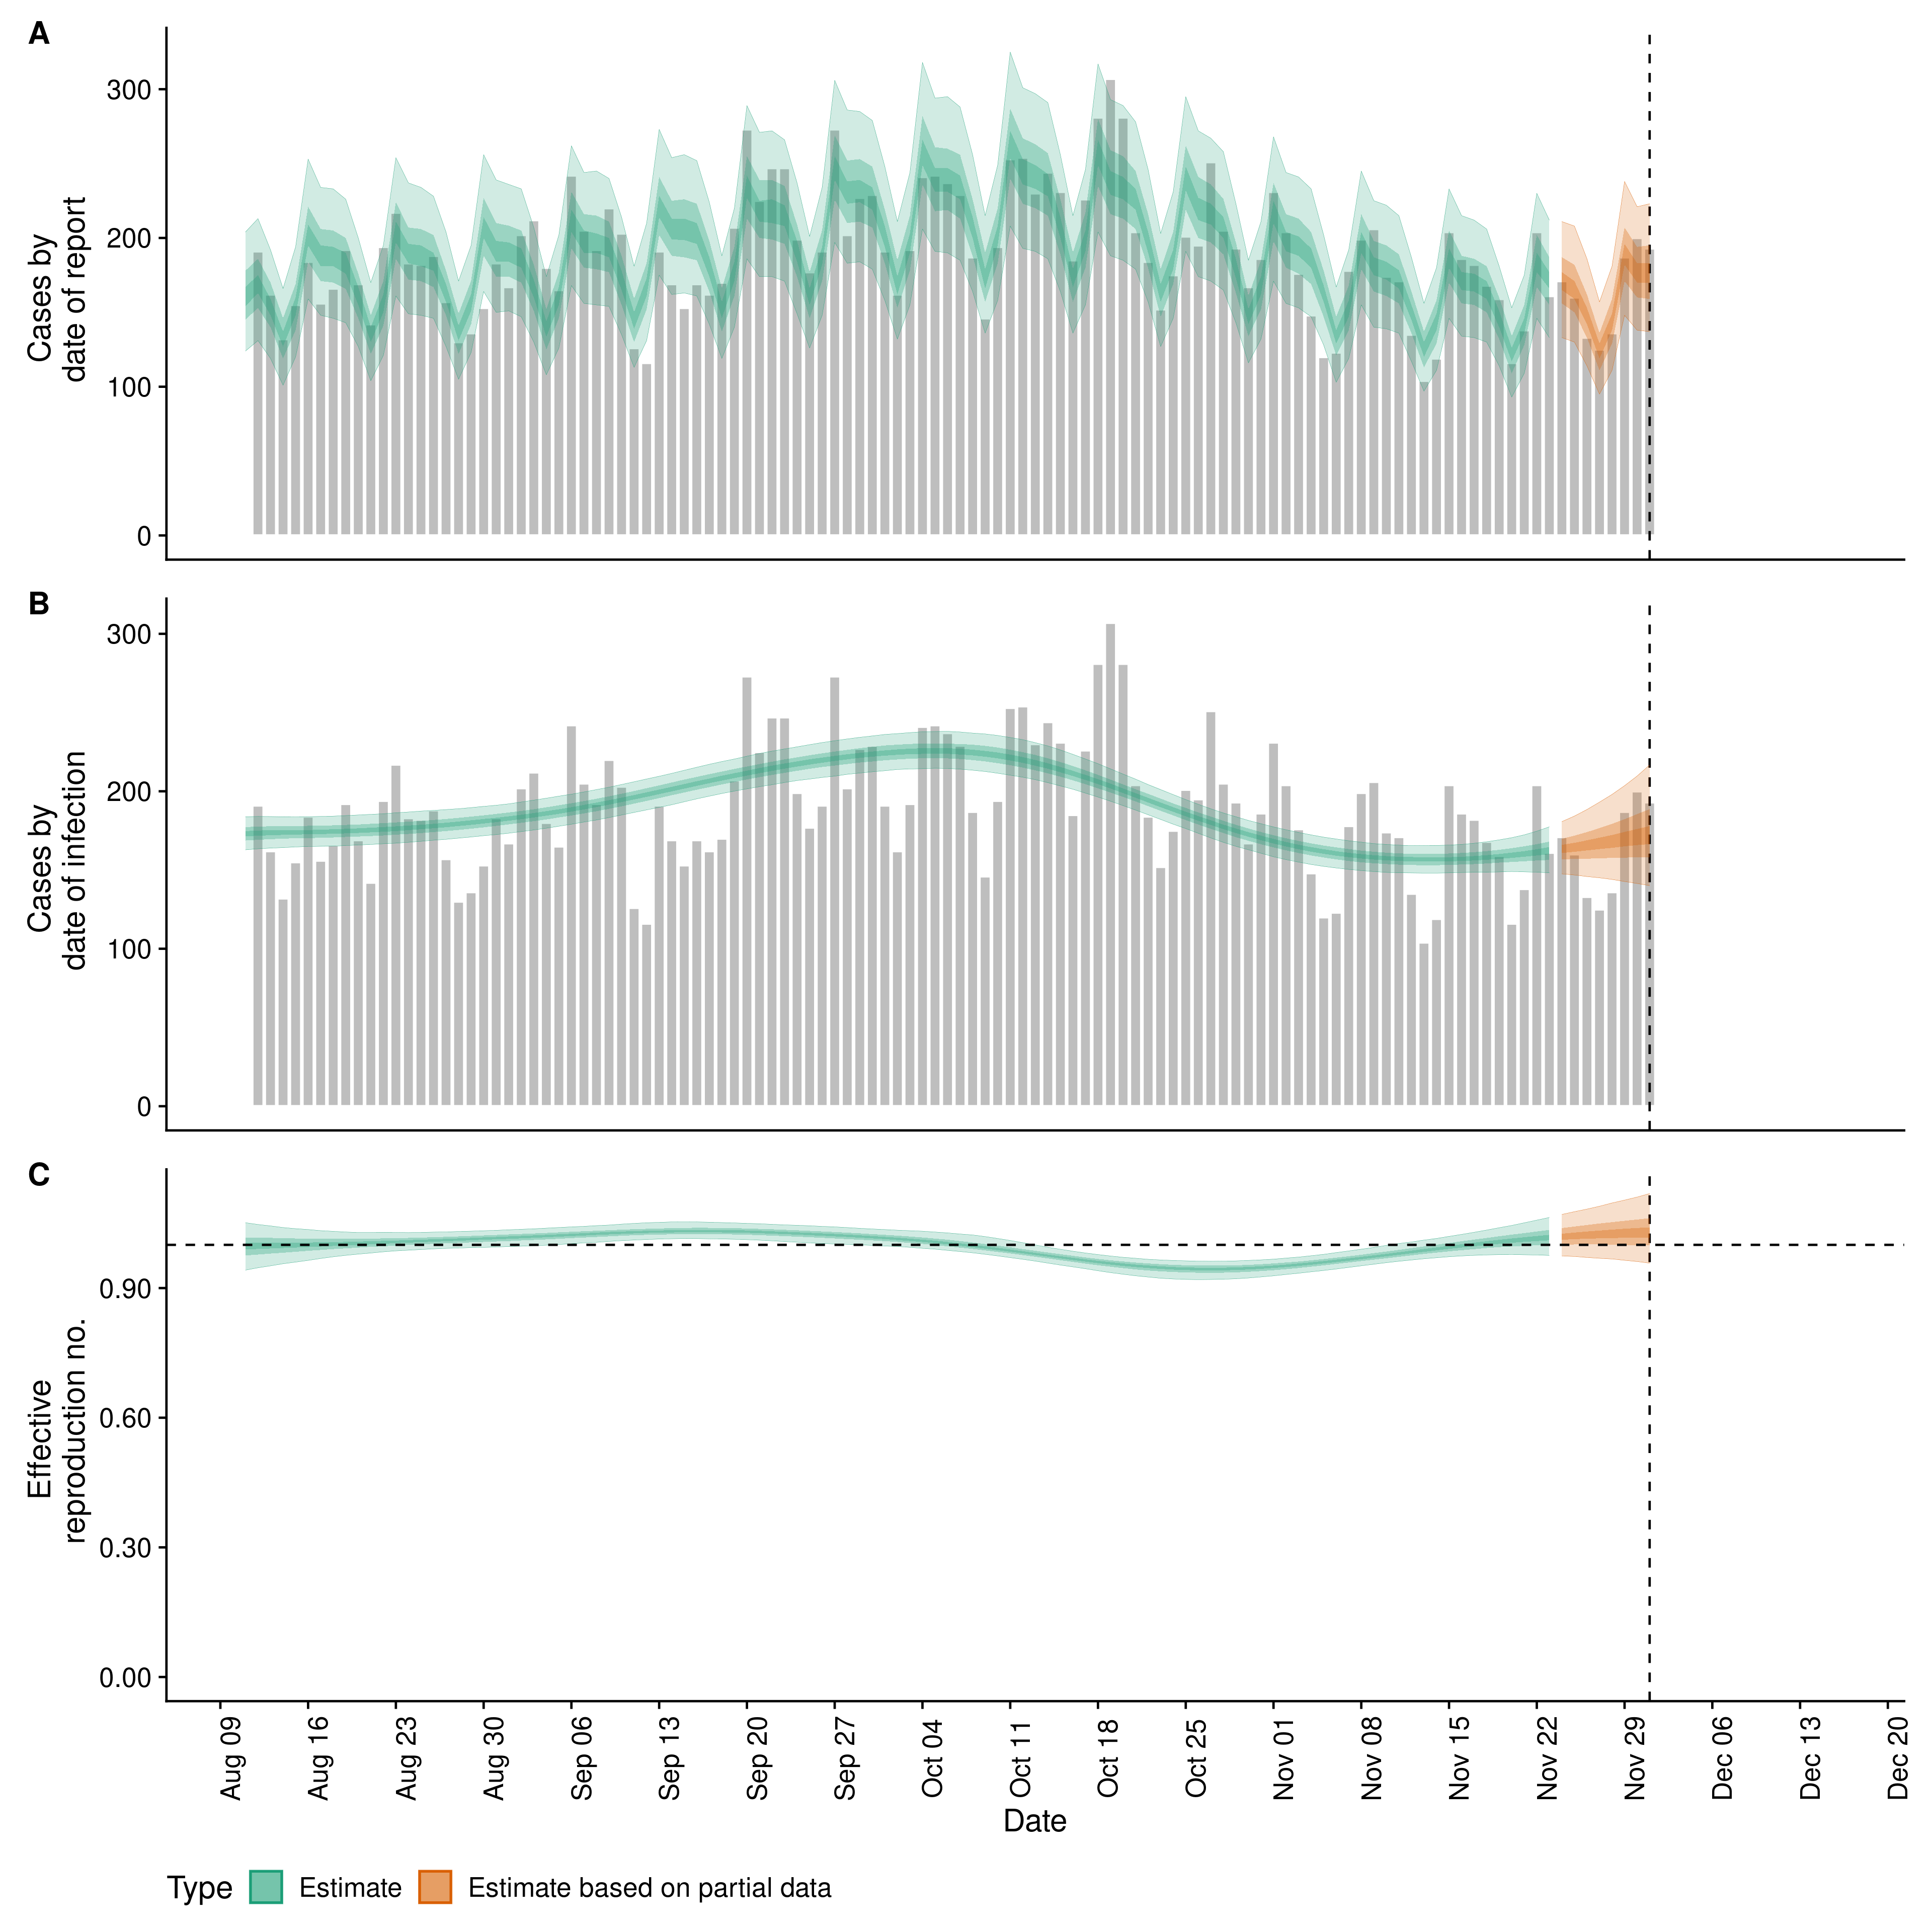 A
Cases by
date of report
300
200
100
0
B
Cases by
date of infection
300
200
100
0
C
Effective
reproduction no.
0.90
0.60
0.30
0.00
Aug 09
Aug 16
Aug 23
Aug 30
Sep 06
Sep 13
Sep 20
Sep 27
Oct 04
Oct 11
Oct 18
Oct 25
Nov 01
Nov 08
Nov 15
Nov 22
Nov 29
Dec 06
Dec 13
Dec 20
Date
Type Estimate Estimate based on partial data